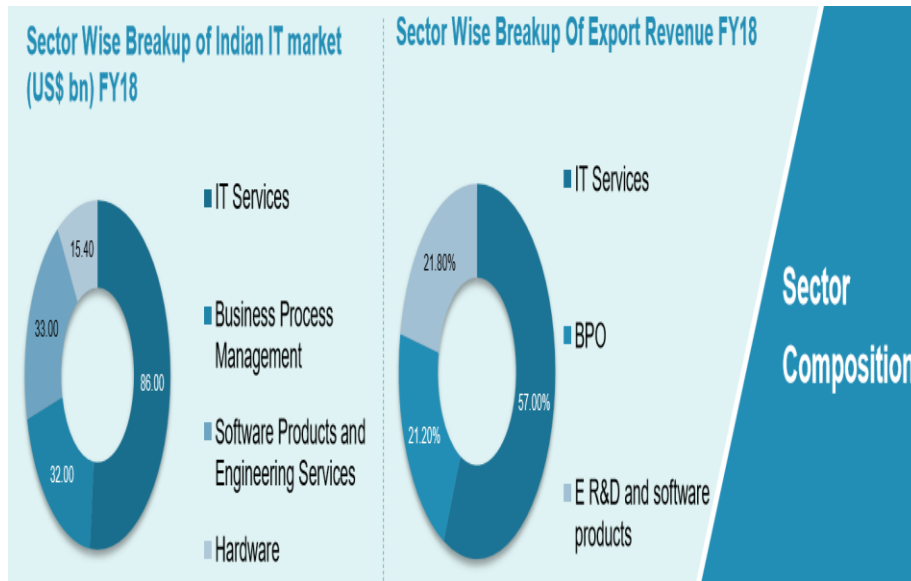 Sector Wise Breakup of Indian IT market
(US$ bn) FY18
15.40
33.00
86.00
32.00
IT Services
Business Process
Management
Software Products and
Engineering Services
Hardware
Sector Wise Breakup Of Export Revenue FY18
21.80%
57.00%
21.20%
IT Services
BPO
E R&D and software
products
Sector
Composition